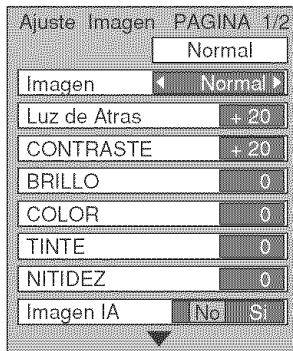 Ajuste Imagen PAGINA 1/2
Normal
Imagen Normal
Luz de Atras + 20
CONTRASTE + 20
BRILLO 0
COLOR 0
TINTE 0
NITIDEZ 0
Imagen IA No Si